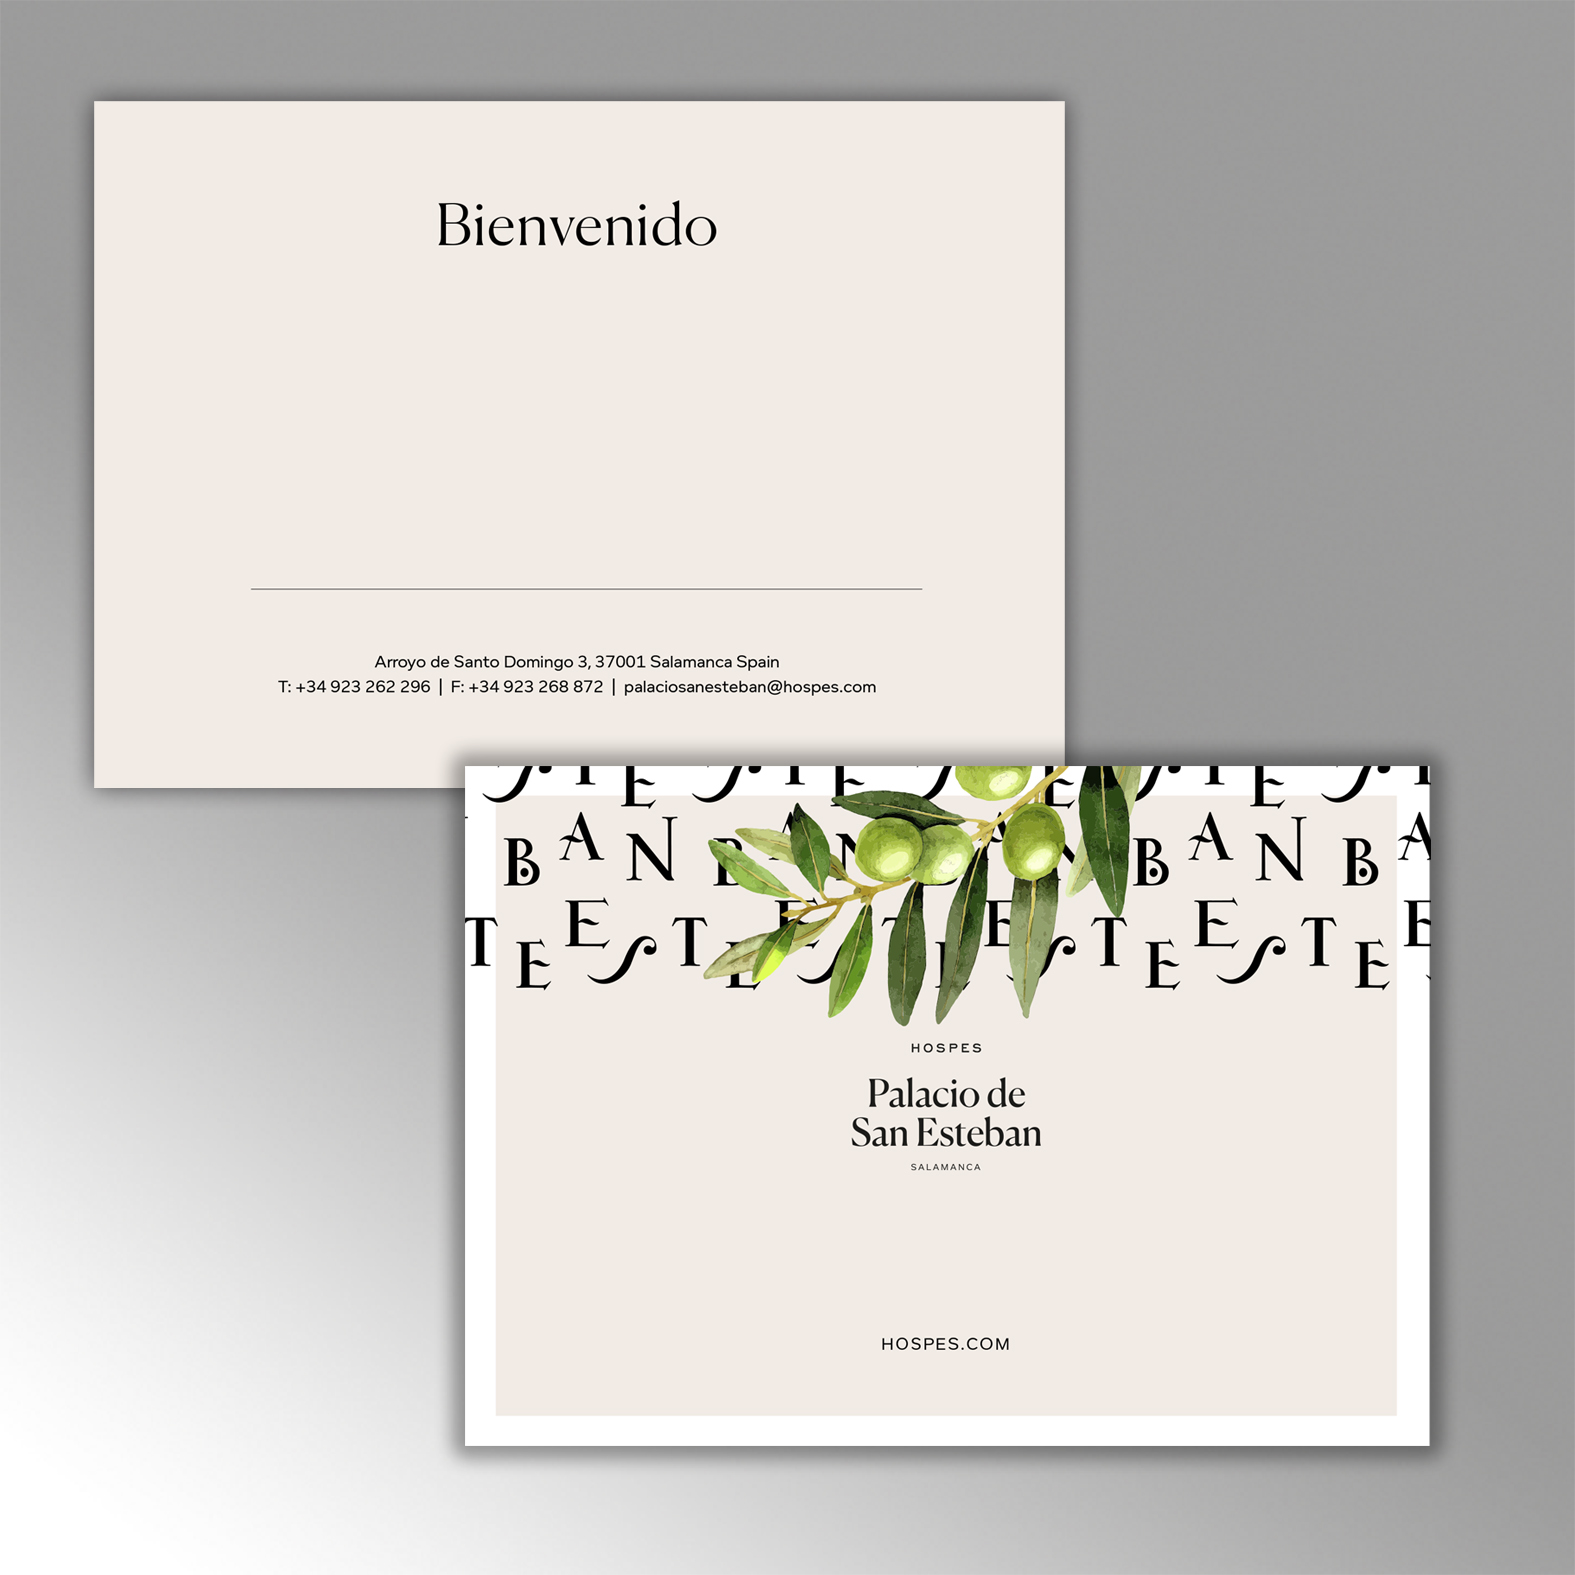 Bienvenido
Arroyo de Santo Domingo 3, 37001 Salamanca Spain
T: +34 923 262 296 | F: +34 923 268 872 | palaciosanesteban@hospes.com
B A N B A N B A N B A N B A
T E E S T E E S T E E S T E E S T E E
HOSPES
Palacio de
San Esteban
SALAMANCA
HOSPES.COM